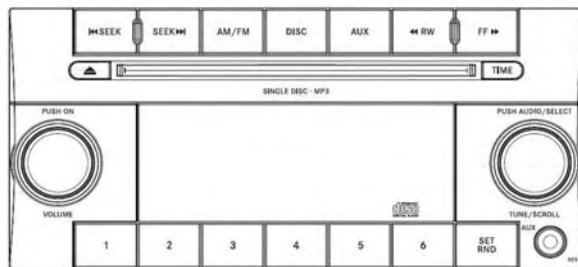 SEEK SEEK AM/FM DISC AUX RW FF
TIME
SINGLE DISC - MP3
PUSH ON PUSH AUDIO/SELECT
VOLUME TUNE/SCROLL
1 2 3 4 5 6 SET AUX
RND